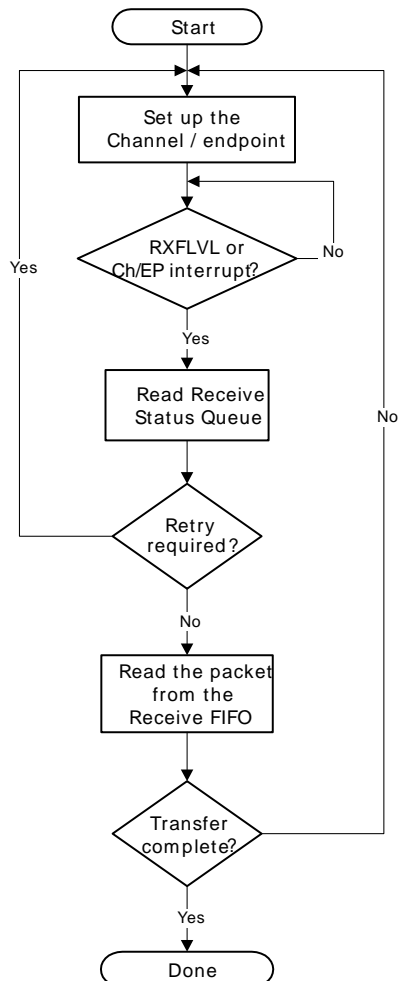 Start
Set up the
Channel / endpoint
RXFLVL or
Ch/EP interrupt?
No
Yes
Yes
Read Receive
Status Queue
No
Retry
required?
No
Read the packet
from the
Receive FIFO
Transfer
complete?
Yes
Done